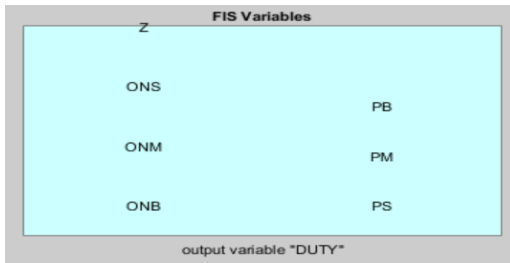 FIS Variables
Z
ONS
PB
ONM
PM
ONB
PS
output variable "DUTY"